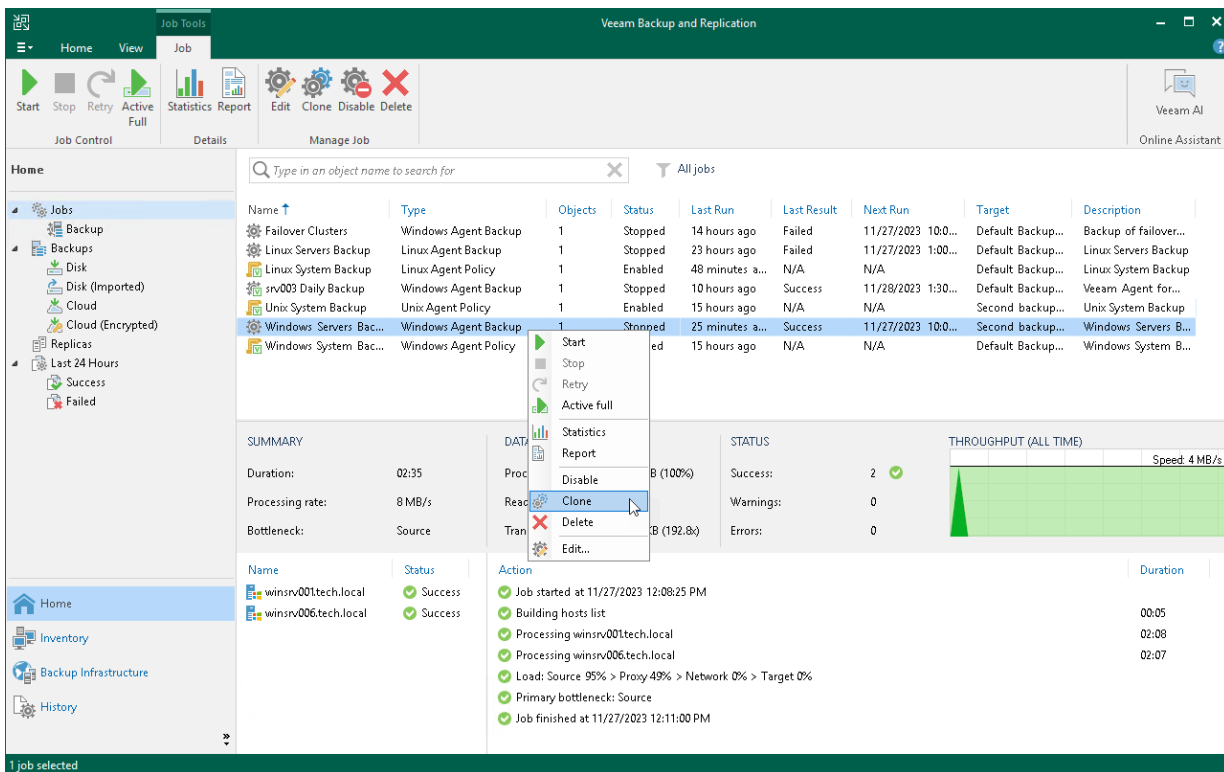 Job Tools
Veeam Backup and Replication
Home View Job
Start Stop Retry Active Full Statistics Report Edit Clone Disable Delete Veeam AI
Job Control Details Manage Job Online Assistant
Home
Type in an object name to search for
All jobs
Jobs
Backup
Backups
Disk
Disk (Imported)
Cloud
Cloud (Encrypted)
Replicas
Last 24 Hours
Success
Failed
Name Type Objects Status Last Run Last Result Next Run Target Description
Failover Clusters Windows Agent Backup 1 Stopped 14 hours ago Failed 11/27/2023 10:0... Default Backup... Backup of failover...
Linux Servers Backup Linux Agent Backup 1 Stopped 23 hours ago Failed 11/27/2023 1:00... Default Backup... Linux Servers Backup
Linux System Backup Linux Agent Policy 1 Enabled 48 minutes a... N/A N/A Default Backup... Linux System Backup
srv003 Daily Backup Windows Agent Backup 1 Stopped 10 hours ago Success 11/28/2023 1:30... Default Backup... Veeam Agent for...
Unix System Backup Unix Agent Policy 1 Enabled 15 hours ago N/A N/A Second backup... Unix System Backup
Windows Servers Bac... Windows Agent Backup 1 Stopped 25 minutes a... Success 11/27/2023 10:0... Second backup... Windows Servers B...
Windows System Bac... Windows Agent Policy ed 15 hours ago N/A N/A Default Backup... Windows System B...
Start
Stop
Retry
Active full
Statistics
Report
Disable
Clone
Delete
Edit...
SUMMARY DATA STATUS THROUGHPUT (ALL TIME)
Speed: 4 MB/s
Duration: 02:35 Proc B (100%) Success: 2
Processing rate: 8 MB/s Read Warnings: 0
Bottleneck: Source Tran KB (192.8x) Errors: 0
Name Status Action Duration
winsrv001.tech.local Success
winsrv006.tech.local Success
Job started at 11/27/2023 12:08:25 PM
Building hosts list 00:05
Processing winsrv001.tech.local 02:08
Processing winsrv006.tech.local 02:07
Load: Source 95% > Proxy 49% > Network 0% > Target 0%
Primary bottleneck: Source
Job finished at 11/27/2023 12:11:00 PM
Home
Inventory
Backup Infrastructure
History
1 job selected